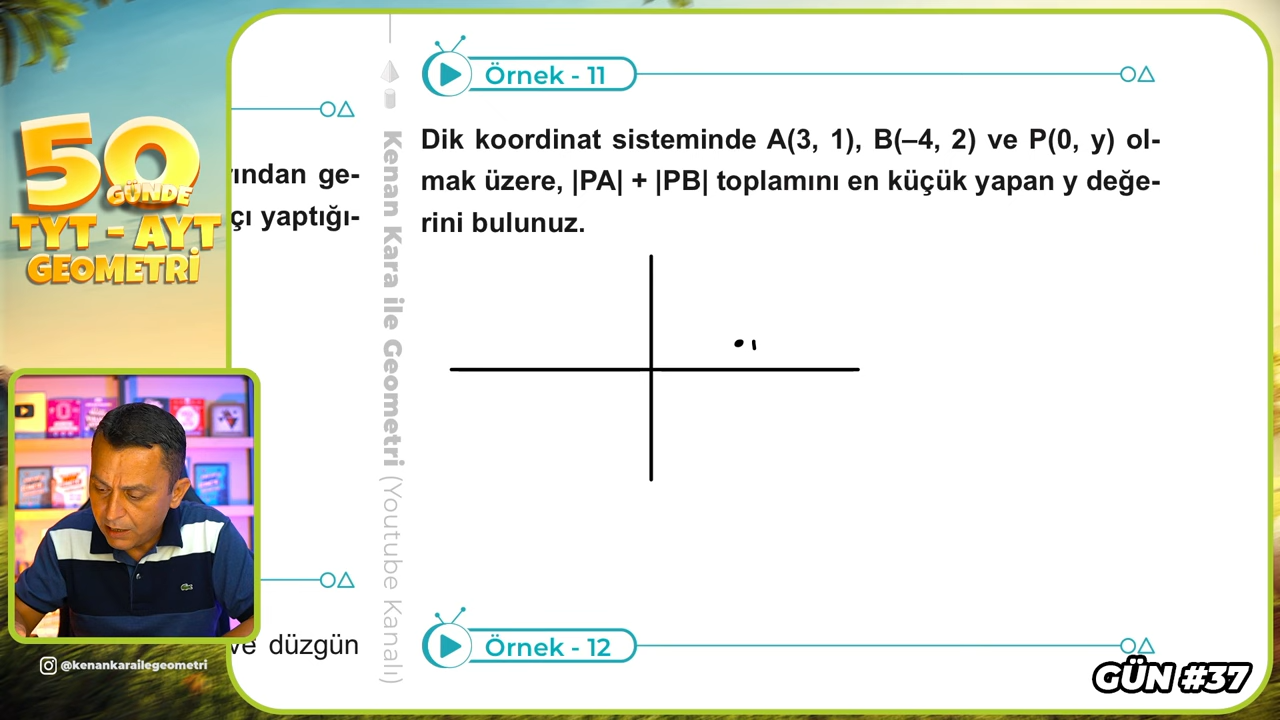 50
GÜNDE
TYT - AYT
GEOMETRİ
ından ge-
çı yaptığı-
ve düzgün
@kenankarailegeometri
Kenan Kara ile Geometri (Youtube Kanalı)
Örnek - 11
Dik koordinat sisteminde A(3, 1), B(–4, 2) ve P(0, y) ol-
mak üzere, |PA| + |PB| toplamını en küçük yapan y değe-
rini bulunuz.
Örnek - 12
GÜN #37